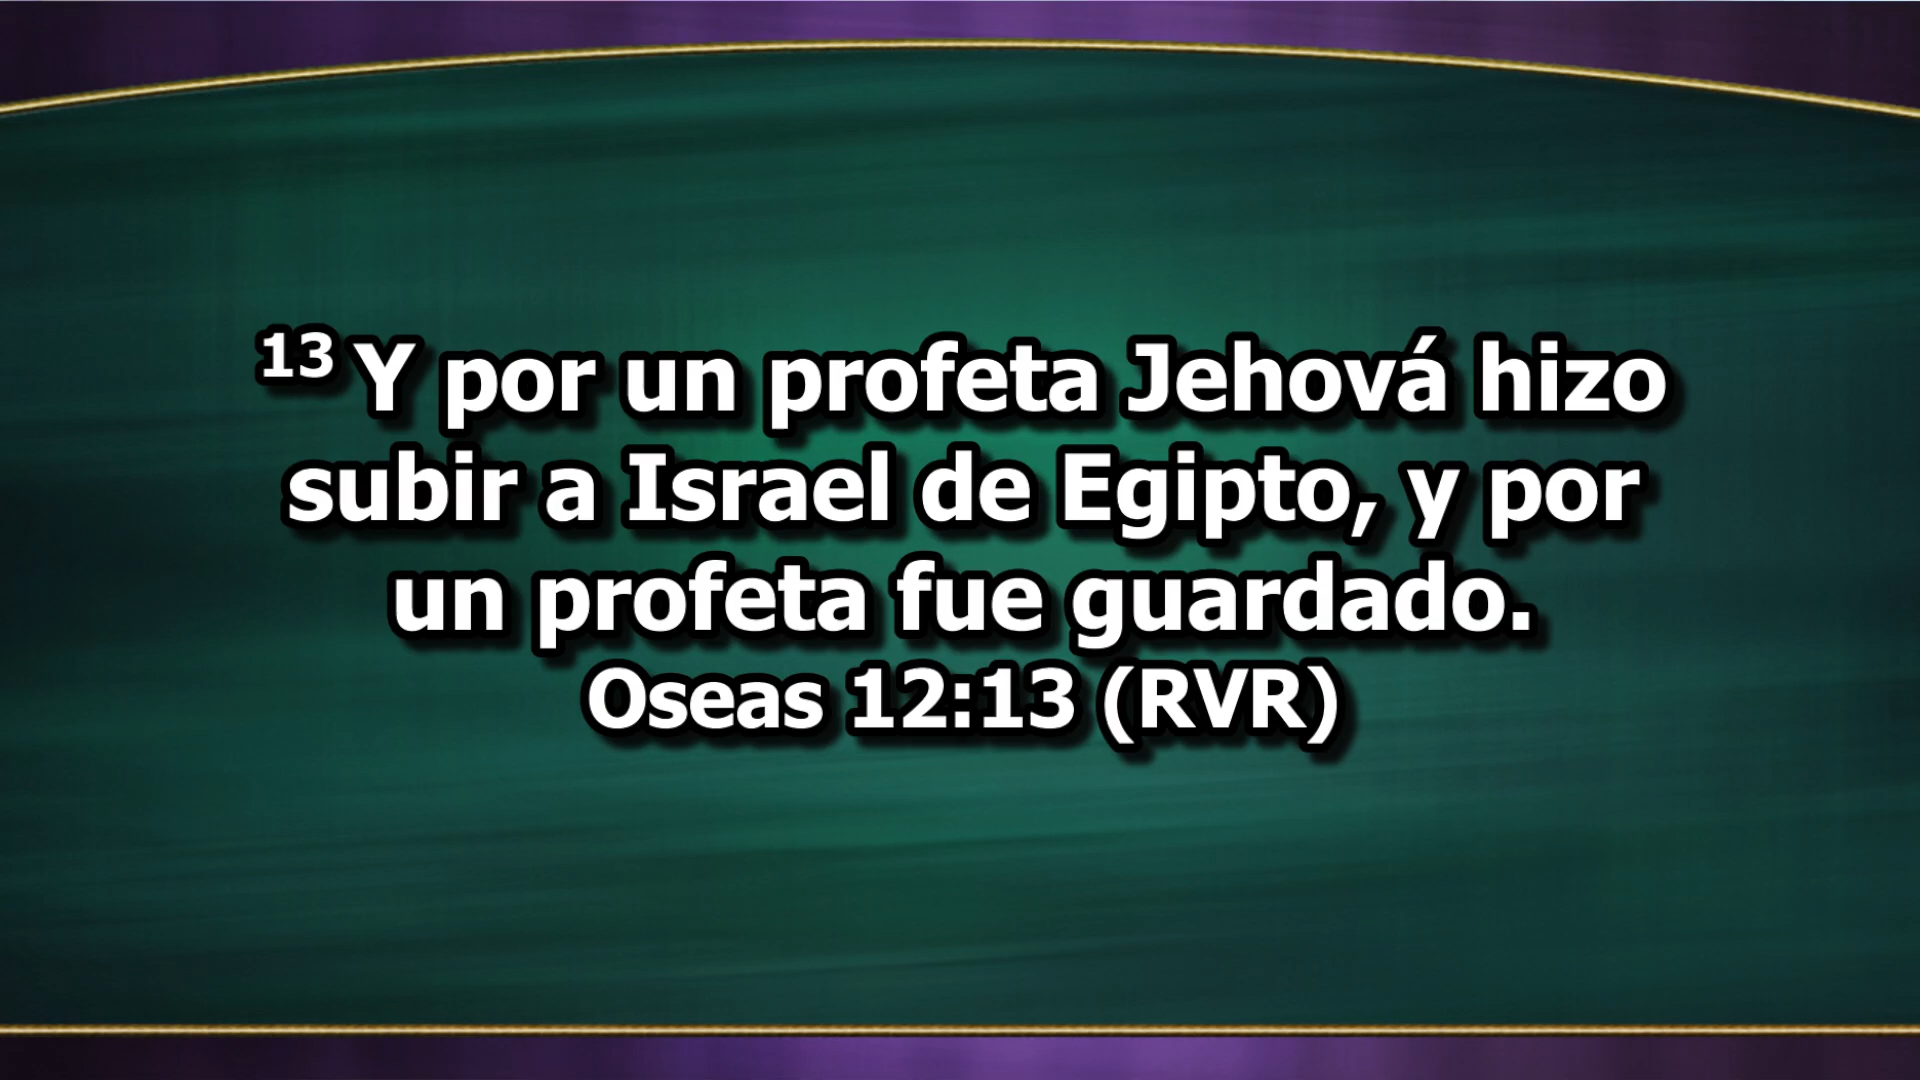 13 Y por un profeta Jehová hizo
subir a Israel de Egipto, y por
un profeta fue guardado.
Oseas 12:13 (RVR)